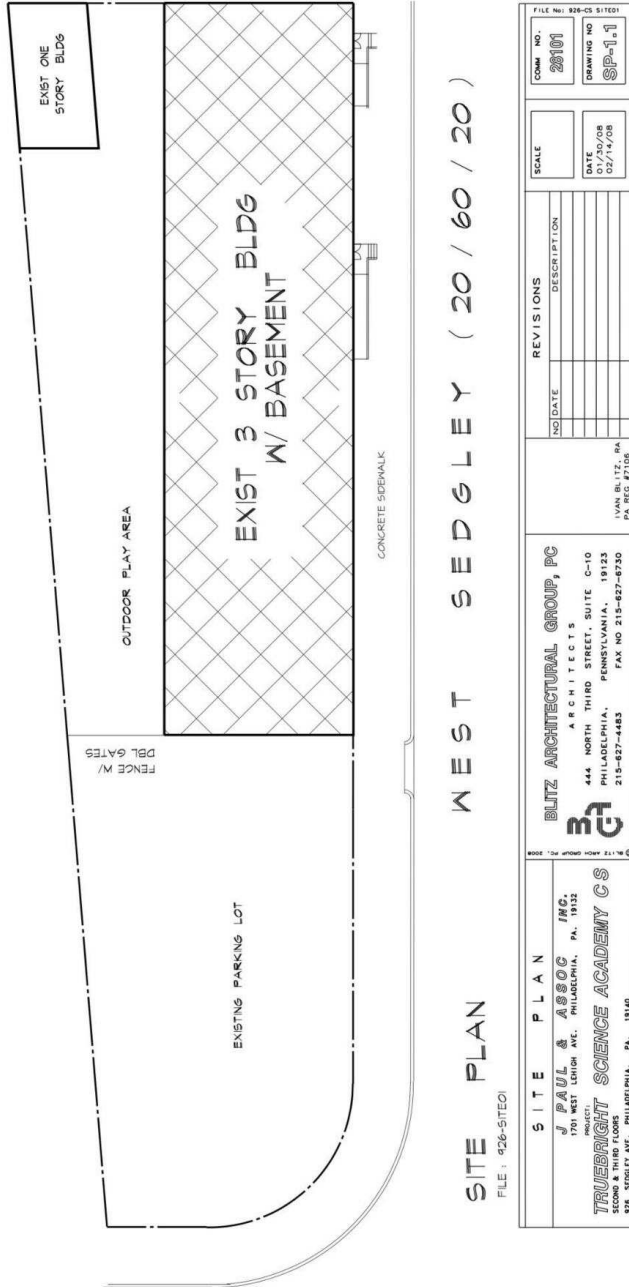 EXIST ONE
STORY BLDG
OUTDOOR PLAY AREA
EXIST 3 STORY BLDG
W/ BASEMENT
FENCE W/
DBL GATES
EXISTING PARKING LOT
CONCRETE SIDEWALK
WEST SEDGLEY ( 20 / 60 / 20 )
SITE PLAN
FILE : 926-SITE01
SITE PLAN
J PAUL & ASSOC INC.
1701 WEST LEHIGH AVE. PHILADELPHIA, PA. 19132
PROJECT:
TRUEBRIGHT SCIENCE ACADEMY C S
SECOND & THIRD FLOORS
926 SEDGLEY AVE. PHILADELPHIA, PA. 19140
© BLITZ ARCH GROUP PC. 2008
BLITZ ARCHITECTURAL GROUP, PC
ARCHITECTS
444 NORTH THIRD STREET, SUITE C-10
PHILADELPHIA, PENNSYLVANIA, 19123
215-627-4483 FAX NO 215-627-6730
IVAN BLITZ, RA
PA REG #7106
REVISIONS
NO DATE DESCRIPTION
SCALE
DATE
01/30/08
02/14/08
FILE No: 926-CS SITE01
COMM NO.
28101
DRAWING NO
SP-1.1